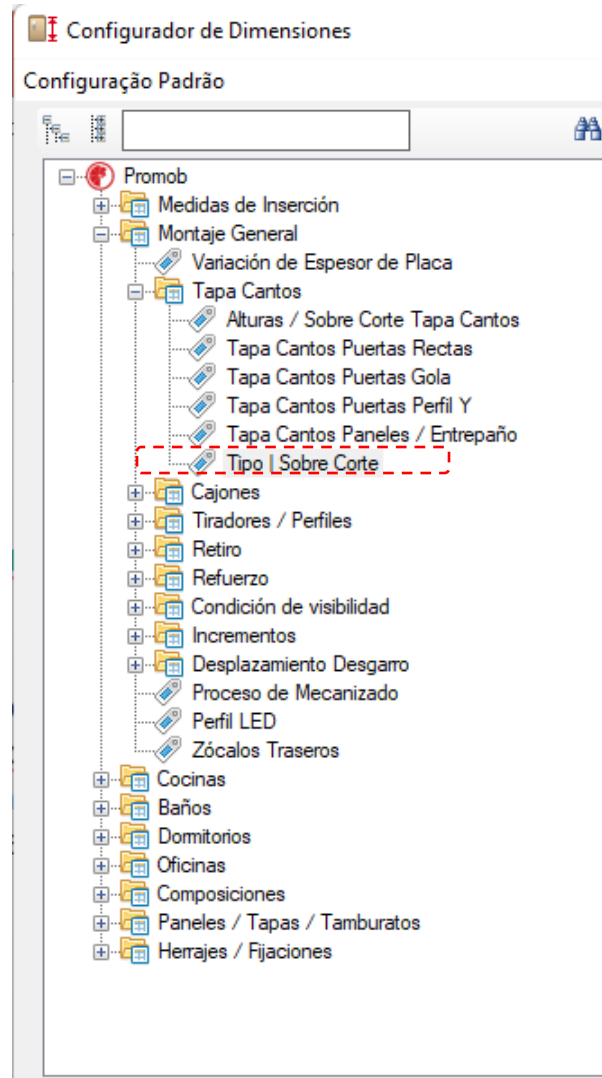 Configurador de Dimensiones
Configuração Padrão
Promob
Medidas de Inserción
Montaje General
Variación de Espesor de Placa
Tapa Cantos
Alturas / Sobre Corte Tapa Cantos
Tapa Cantos Puertas Rectas
Tapa Cantos Puertas Gola
Tapa Cantos Puertas Perfil Y
Tapa Cantos Paneles / Entrepaño
Tipo | Sobre Corte
Cajones
Tiradores / Perfiles
Retiro
Refuerzo
Condición de visibilidad
Incrementos
Desplazamiento Desgarro
Proceso de Mecanizado
Perfil LED
Zócalos Traseros
Cocinas
Baños
Dormitorios
Oficinas
Composiciones
Paneles / Tapas / Tamburatos
Herrajes / Fijaciones